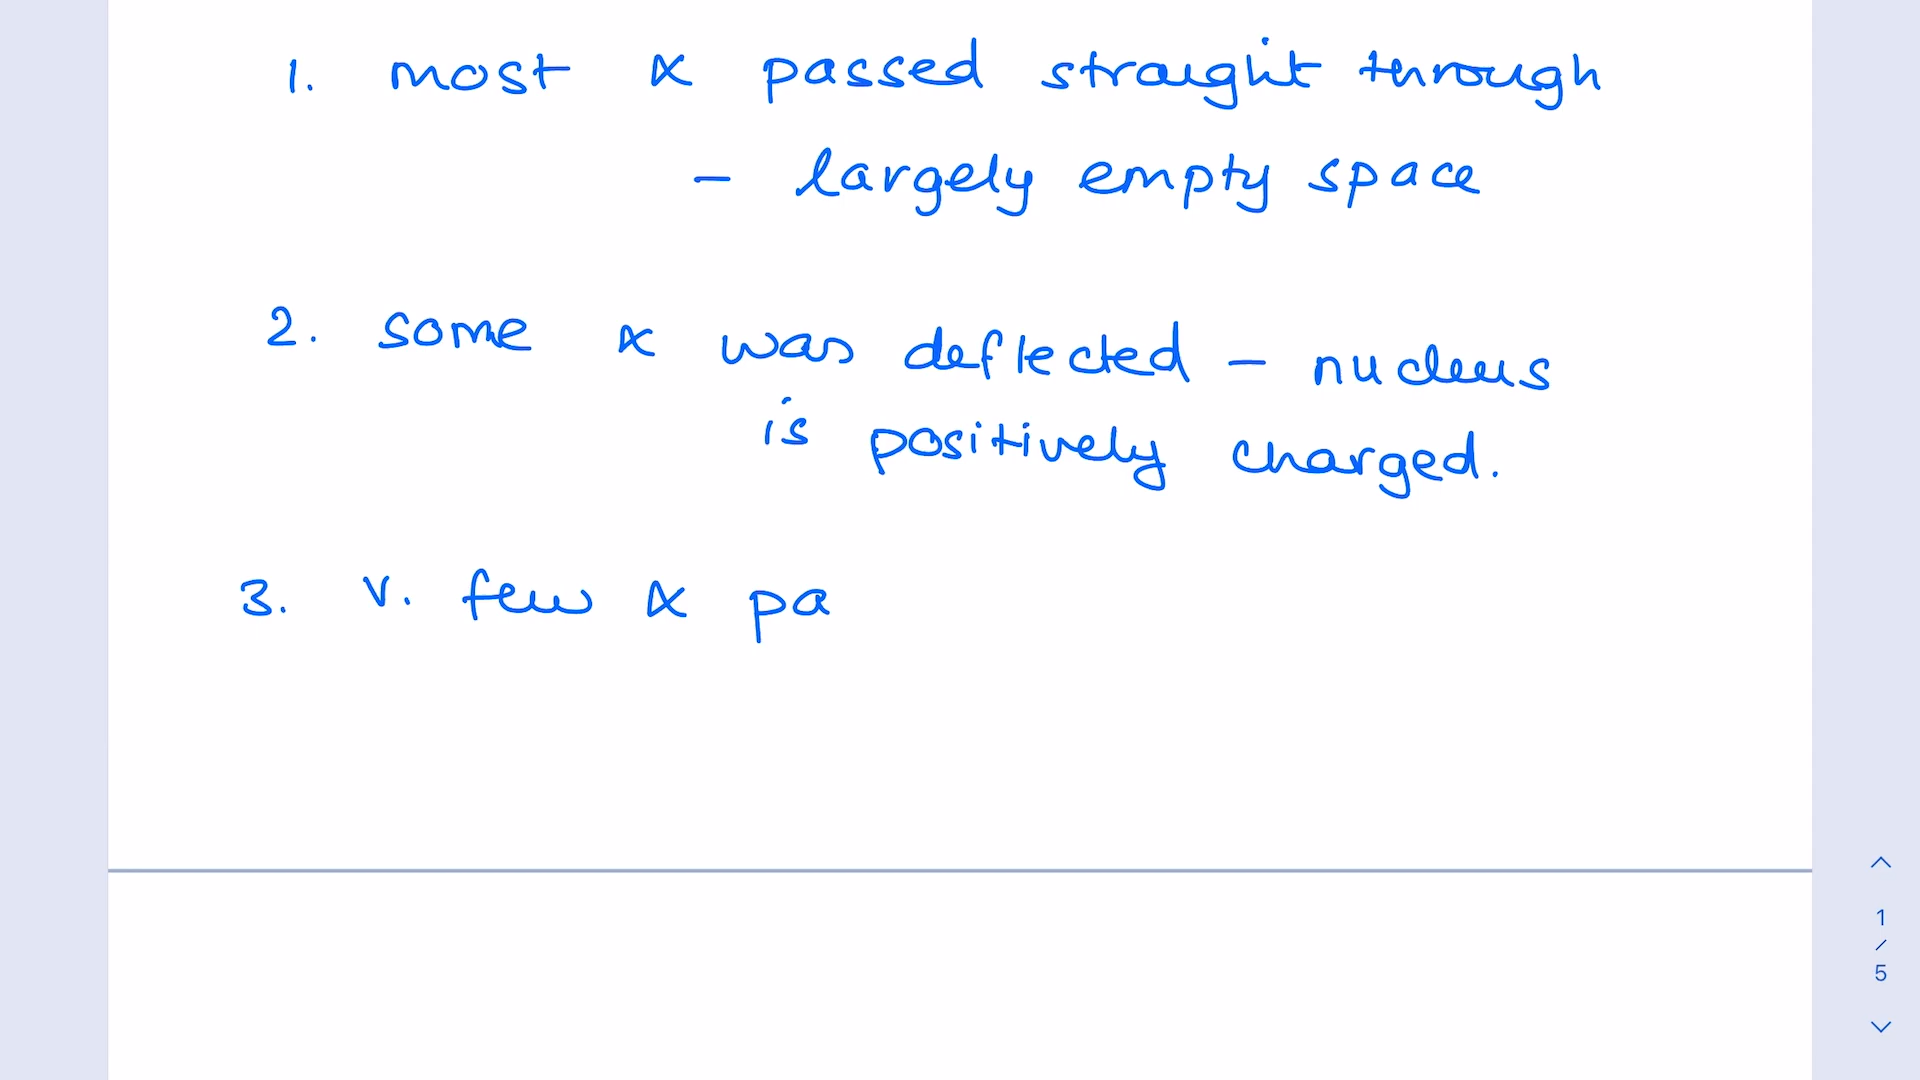 1. most α passed straight through
- largely empty space
2. some α was deflected - nucleus
is positively charged.
3. v. few α pa
1
/
5